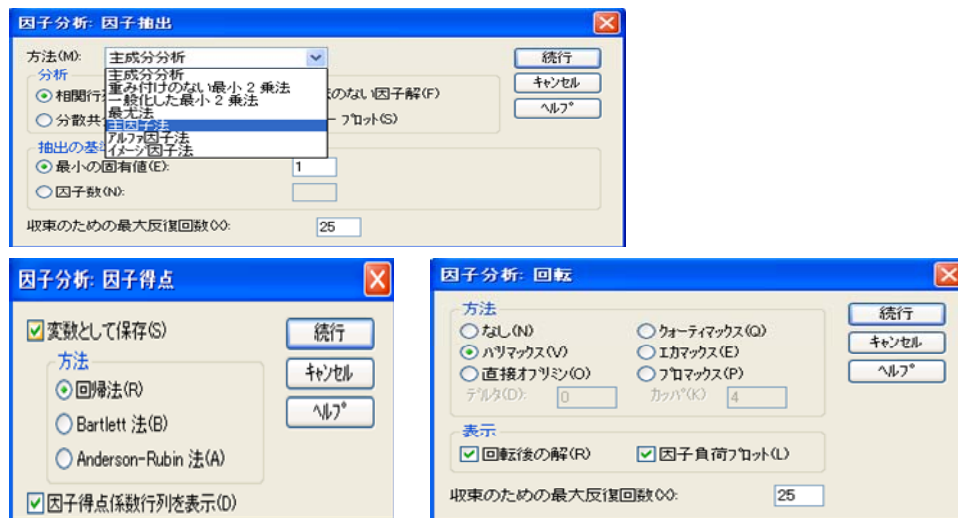 因子分析: 因子抽出
方法(M): 主成分分析
続行
分析
主成分分析
キャンセル
重み付けのない最小2乗法
相関行
のない因子解(F)
一般化した最小2乗法
ヘルプ
最尤法
分散共
主因子法
プロット(S)
アルファ因子法
抽出の基
イメージ因子法
最小の固有値(E): 1
因子数(N):
収束のための最大反復回数(X): 25
因子分析: 因子得点
変数として保存(S)
続行
方法
キャンセル
回帰法(R)
ヘルプ
Bartlett 法(B)
Anderson-Rubin 法(A)
因子得点係数行列を表示(D)
因子分析: 回転
方法
続行
なし(N) クォーティマックス(Q)
キャンセル
バリマックス(V) エカマックス(E)
直接オブリミン(O) プロマックス(P)
ヘルプ
デルタ(D): 0 カッパ(K) 4
表示
回転後の解(R) 因子負荷プロット(L)
収束のための最大反復回数(X): 25